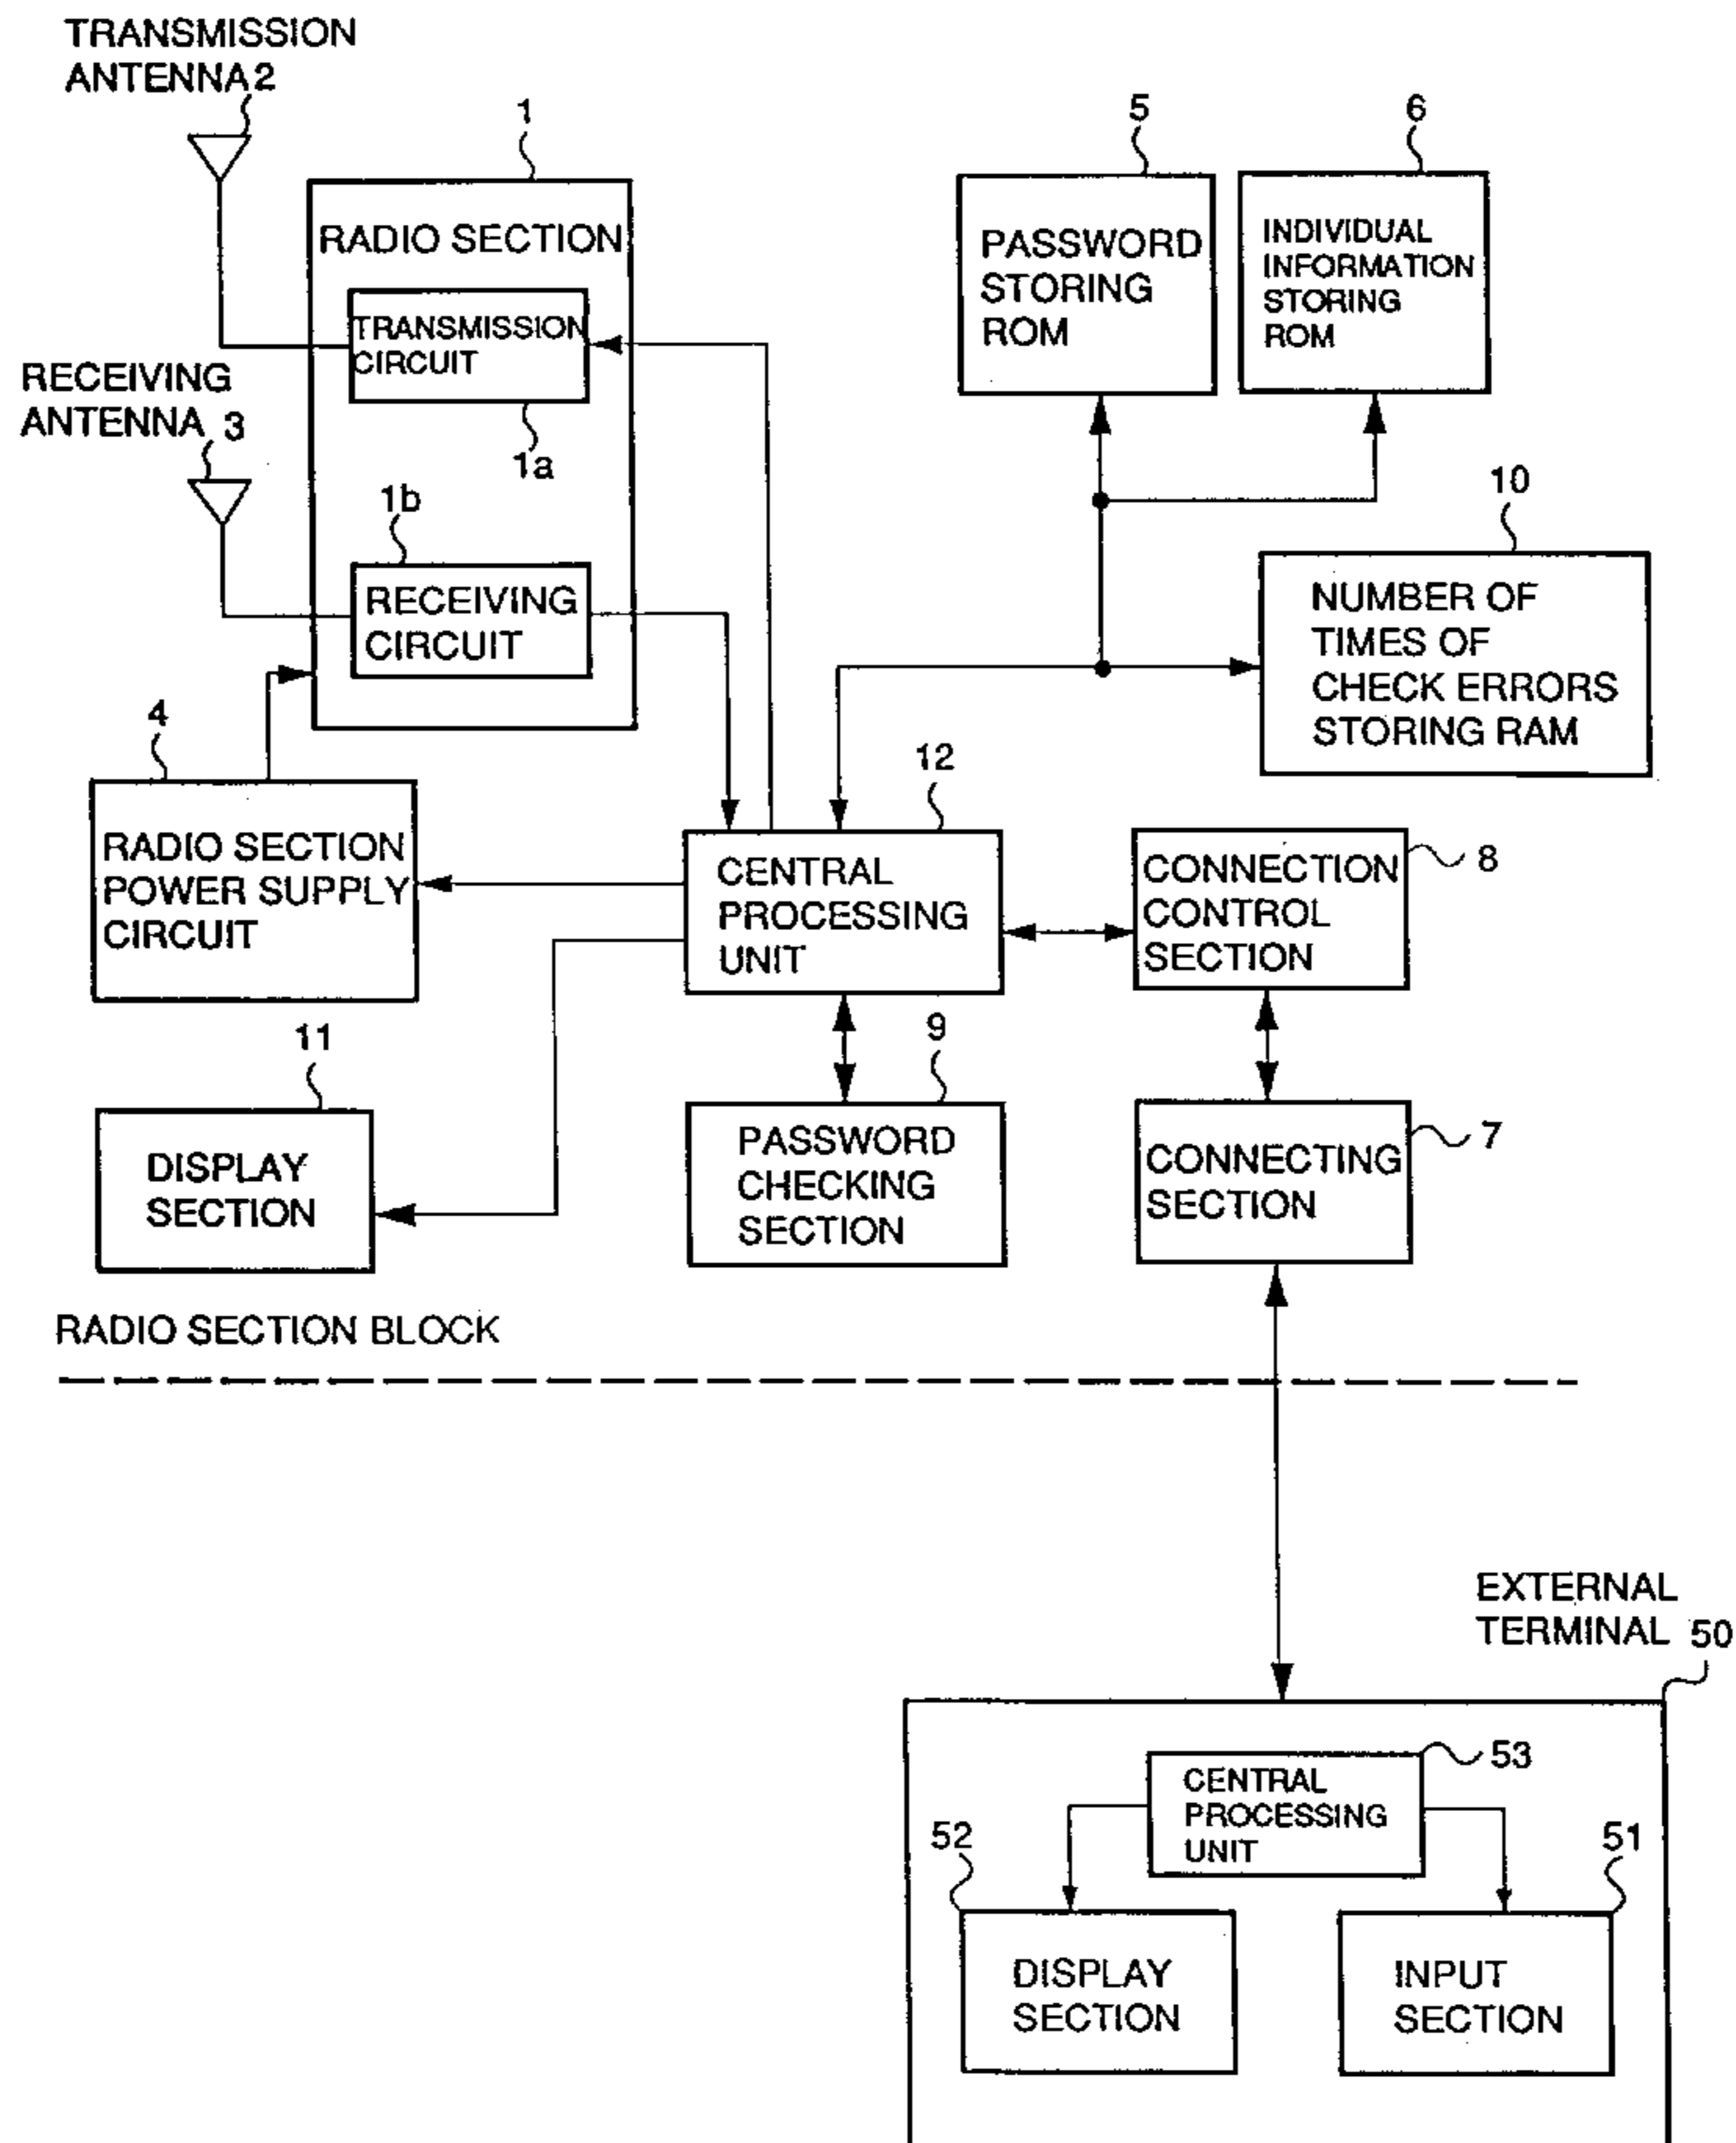 TRANSMISSION
ANTENNA 2
1
RADIO SECTION
TRANSMISSION
CIRCUIT
1a
RECEIVING
ANTENNA 3
1b
RECEIVING
CIRCUIT
5
PASSWORD
STORING
ROM
6
INDIVIDUAL
INFORMATION
STORING
ROM
10
NUMBER OF
TIMES OF
CHECK ERRORS
STORING RAM
4
RADIO SECTION
POWER SUPPLY
CIRCUIT
12
CENTRAL
PROCESSING
UNIT
CONNECTION
CONTROL
SECTION
8
11
DISPLAY
SECTION
9
PASSWORD
CHECKING
SECTION
CONNECTING
SECTION
7
RADIO SECTION BLOCK
EXTERNAL
TERMINAL 50
CENTRAL
PROCESSING
UNIT
53
52
DISPLAY
SECTION
51
INPUT
SECTION